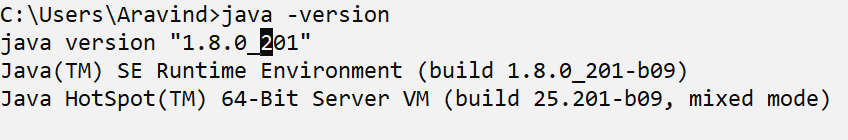 C:\Users\Aravind>java -version
java version "1.8.0_201"
Java(TM) SE Runtime Environment (build 1.8.0_201-b09)
Java HotSpot(TM) 64-Bit Server VM (build 25.201-b09, mixed mode)